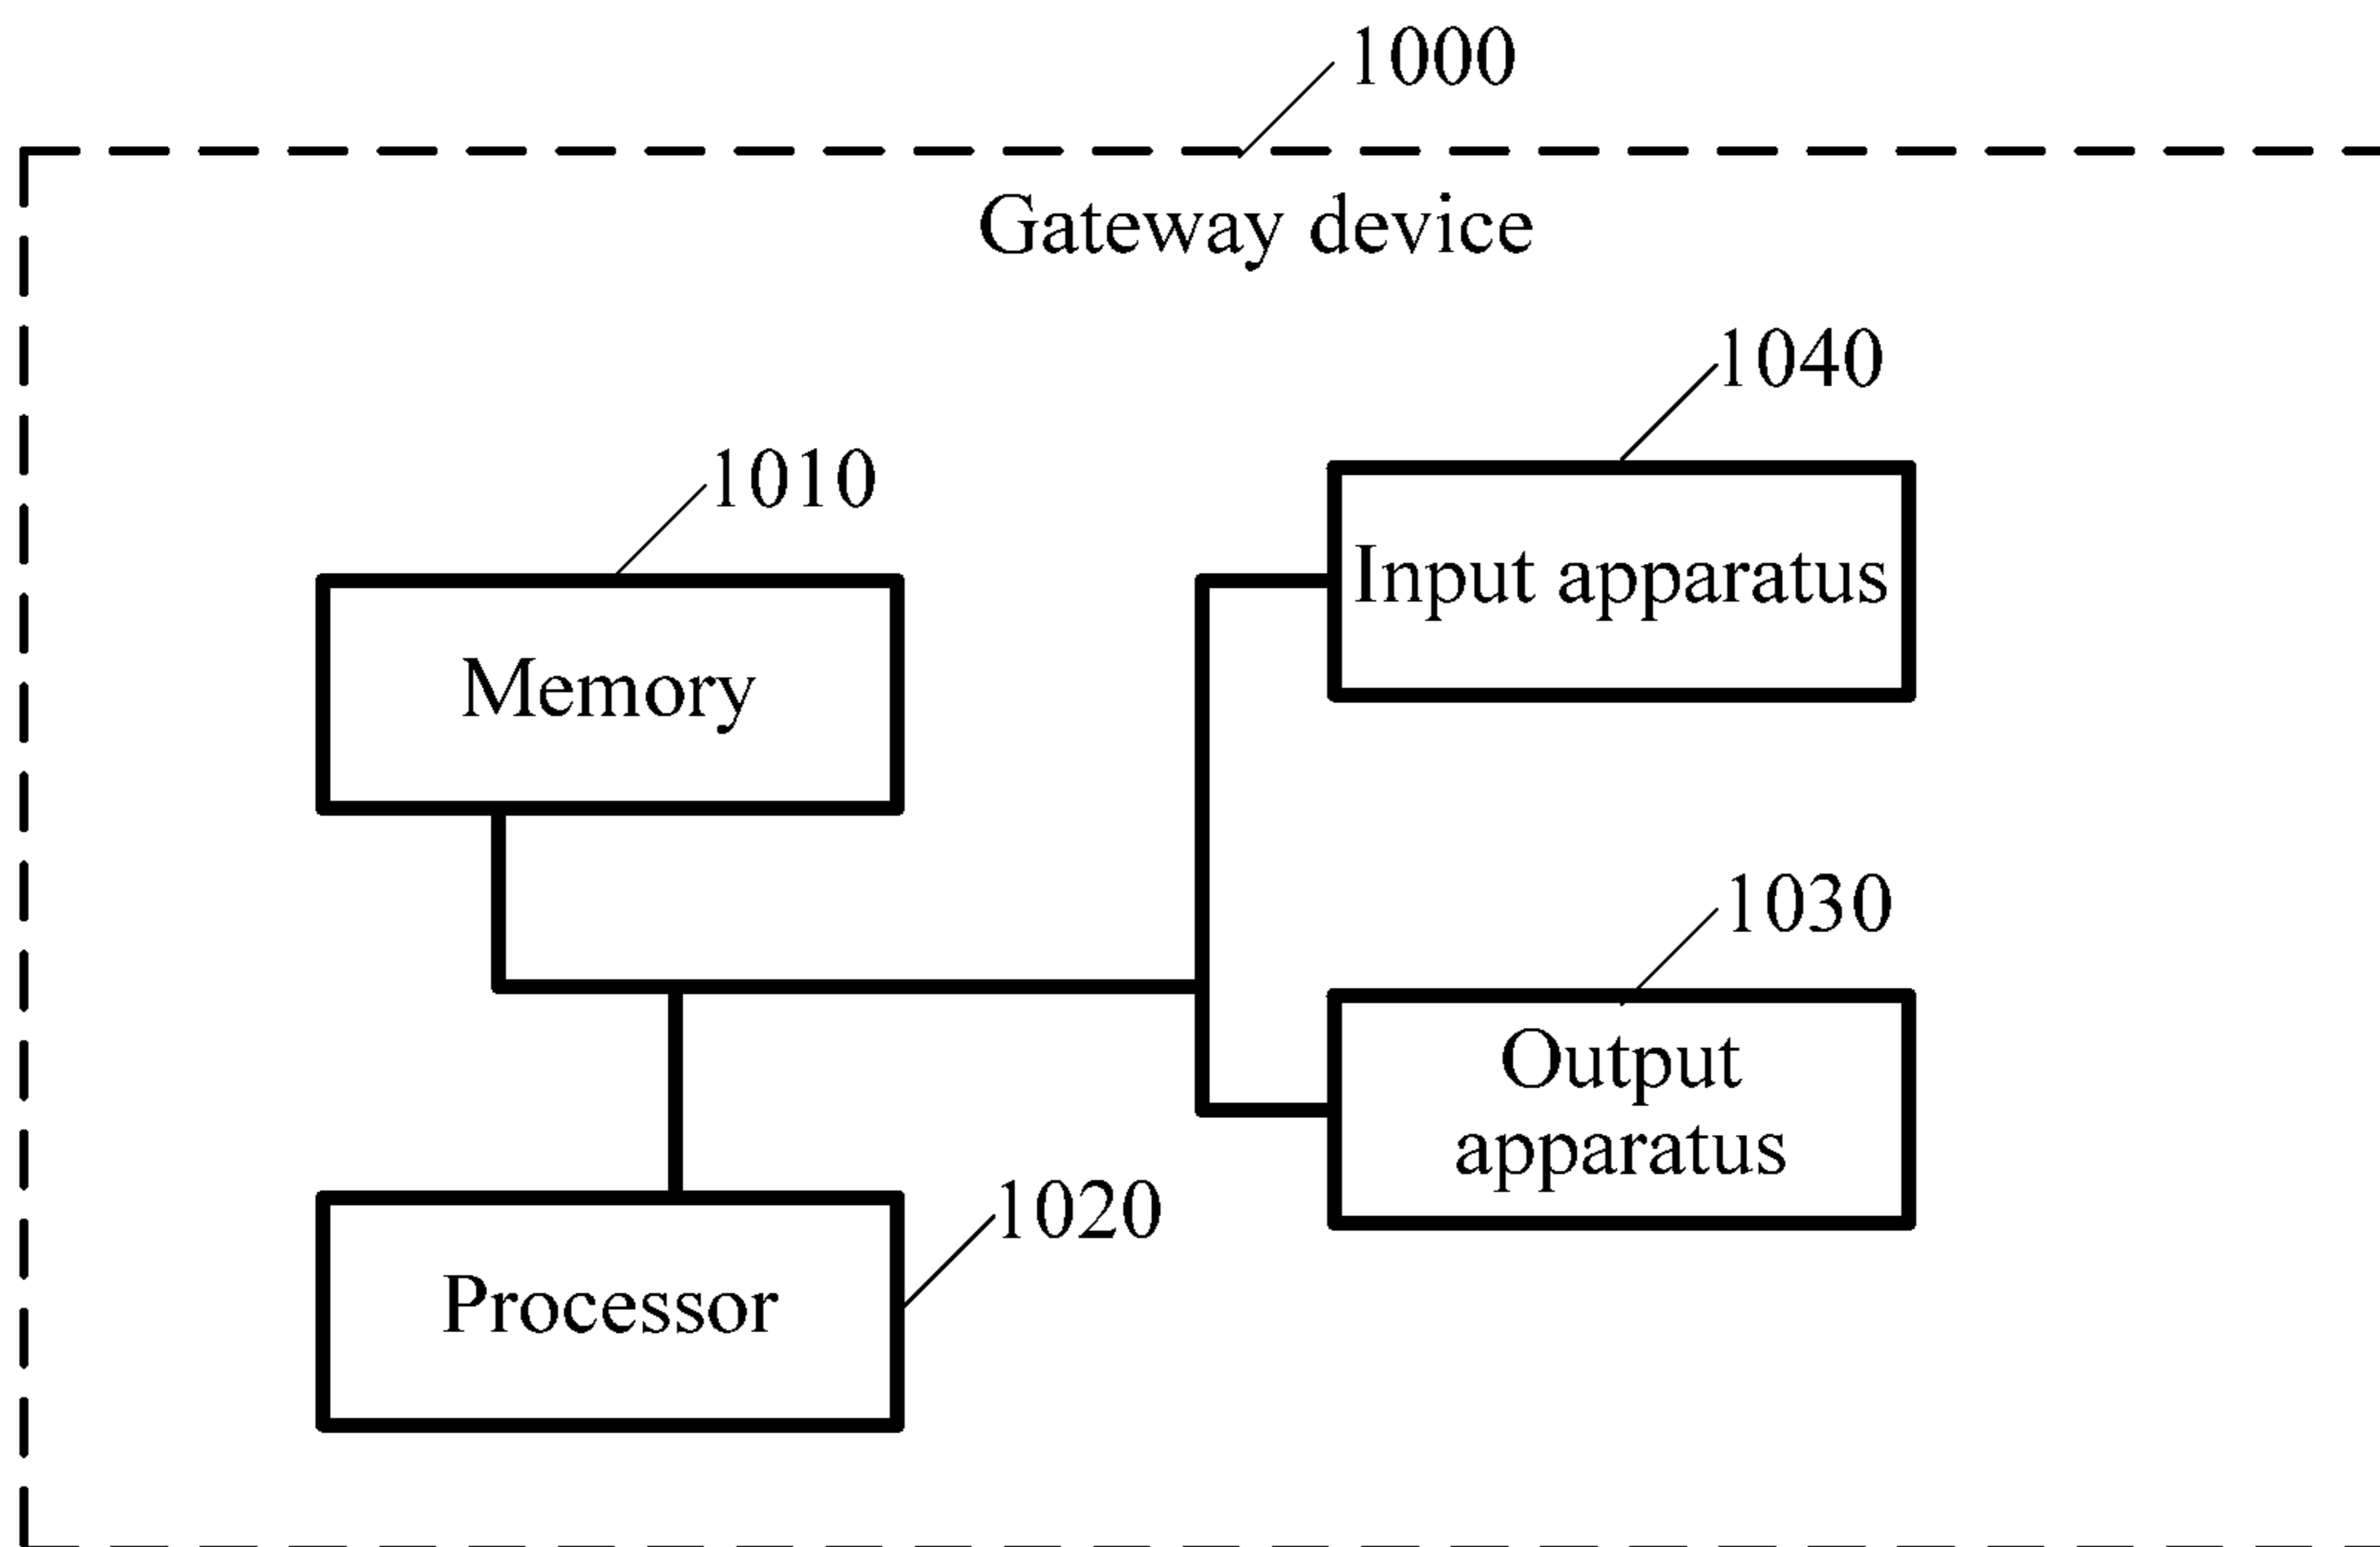 1000
Gateway device
1040
1010
Input apparatus
Memory
1030
Output
apparatus
1020
Processor